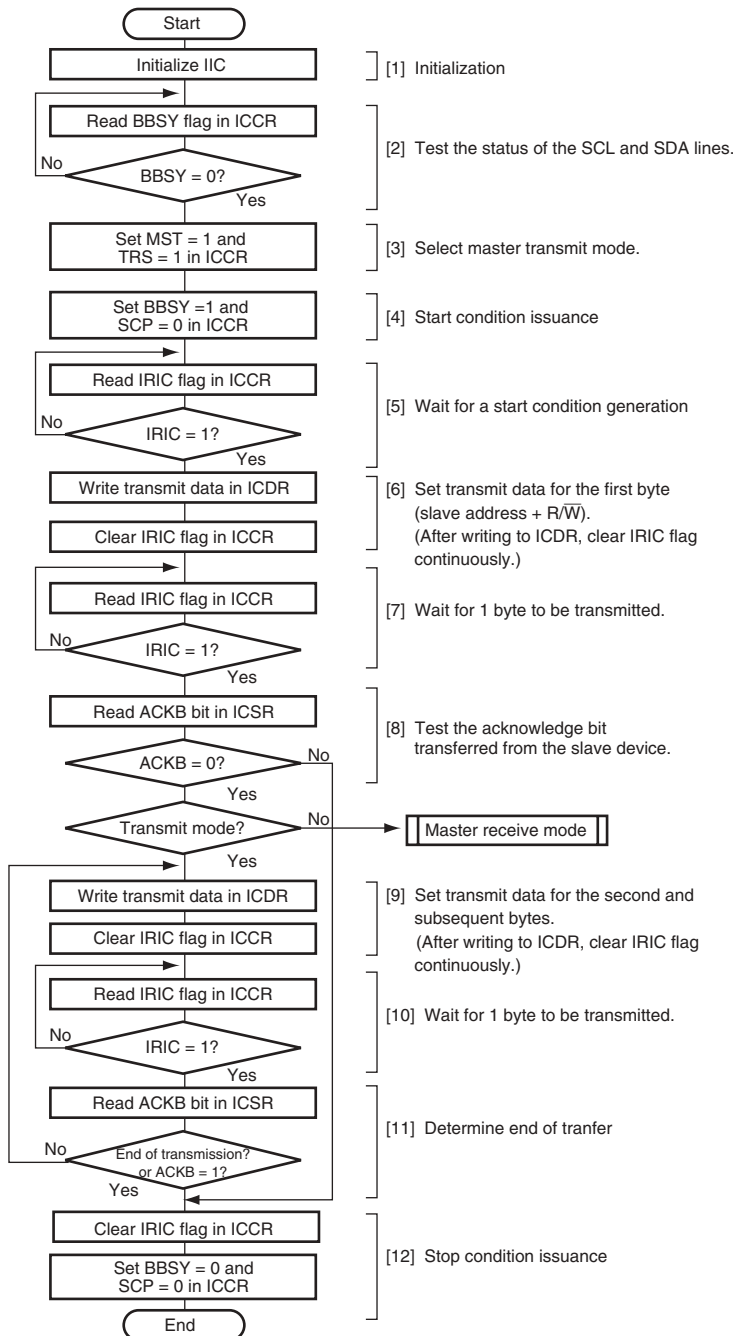 Start
Initialize IIC
[1] Initialization
Read BBSY flag in ICCR
[2] Test the status of the SCL and SDA lines.
No
BBSY = 0?
Yes
Set MST = 1 and
TRS = 1 in ICCR
[3] Select master transmit mode.
Set BBSY =1 and
SCP = 0 in ICCR
[4] Start condition issuance
Read IRIC flag in ICCR
[5] Wait for a start condition generation
No
IRIC = 1?
Yes
Write transmit data in ICDR
[6] Set transmit data for the first byte
(slave address + R/W̅).
(After writing to ICDR, clear IRIC flag
continuously.)
Clear IRIC flag in ICCR
Read IRIC flag in ICCR
[7] Wait for 1 byte to be transmitted.
No
IRIC = 1?
Yes
Read ACKB bit in ICSR
[8] Test the acknowledge bit
transferred from the slave device.
ACKB = 0?
No
Yes
Transmit mode?
No
Master receive mode
Yes
Write transmit data in ICDR
[9] Set transmit data for the second and
subsequent bytes.
(After writing to ICDR, clear IRIC flag
continuously.)
Clear IRIC flag in ICCR
Read IRIC flag in ICCR
[10] Wait for 1 byte to be transmitted.
No
IRIC = 1?
Yes
Read ACKB bit in ICSR
[11] Determine end of tranfer
No
End of transmission?
or ACKB = 1?
Yes
Clear IRIC flag in ICCR
[12] Stop condition issuance
Set BBSY = 0 and
SCP = 0 in ICCR
End